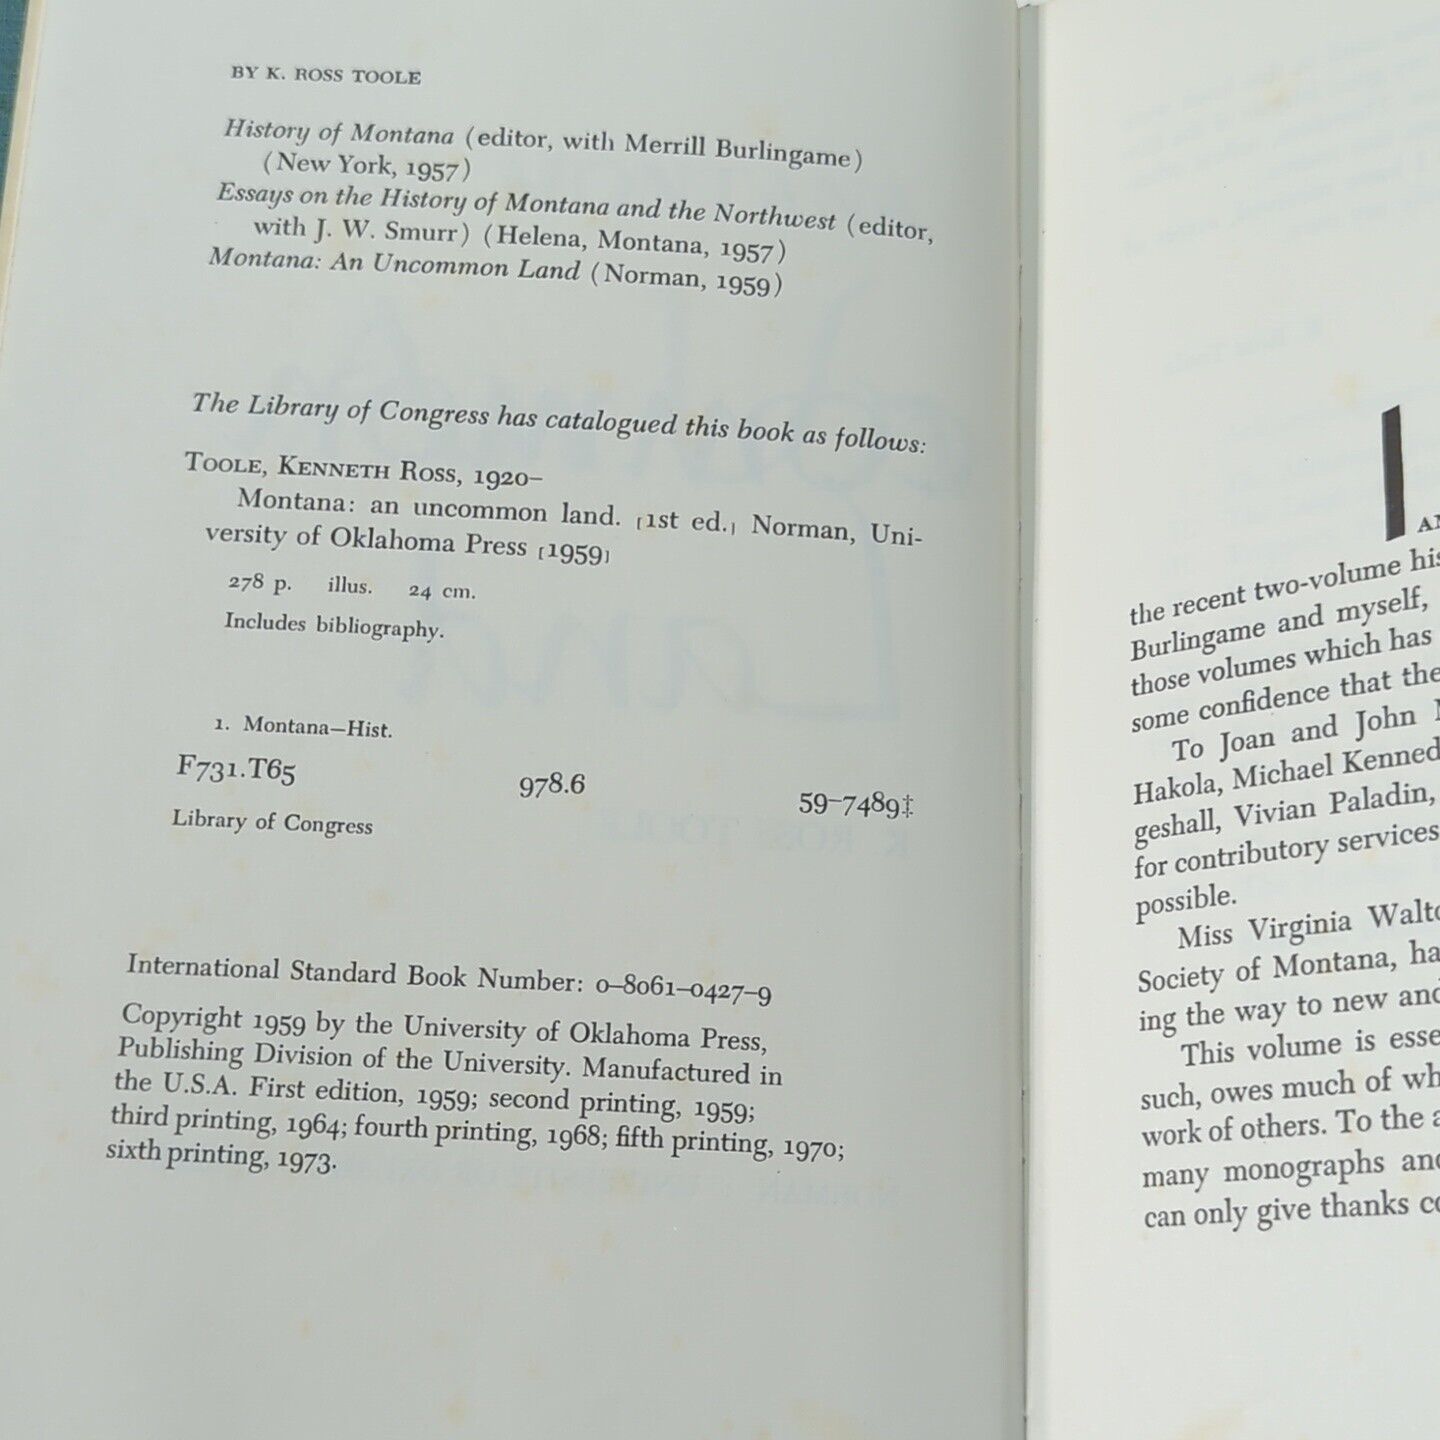 BY K. ROSS TOOLE
History of Montana (editor, with Merrill Burlingame)
(New York, 1957)
Essays on the History of Montana and the Northwest (editor,
with J. W. Smurr) (Helena, Montana, 1957)
Montana: An Uncommon Land (Norman, 1959)
The Library of Congress has catalogued this book as follows:
TOOLE, KENNETH ROSS, 1920–
Montana: an uncommon land. [1st ed.] Norman, Uni-
versity of Oklahoma Press [1959]
278 p. illus. 24 cm.
Includes bibliography.
1. Montana—Hist.
F731.T65 978.6 59–7489‡
Library of Congress
International Standard Book Number: 0–8061–0427–9
Copyright 1959 by the University of Oklahoma Press,
Publishing Division of the University. Manufactured in
the U.S.A. First edition, 1959; second printing, 1959;
third printing, 1964; fourth printing, 1968; fifth printing, 1970;
sixth printing, 1973.
I
the recent two-volume
Burlingame and myself,
those volumes which has
some confidence that the
To Joan and John
Hakola, Michael
geshall, Vivian Paladin,
for contributory services
possible.
Miss Virginia
Society of Montana,
ing the way to new and
This volume is
such, owes much of
work of others. To the
many monographs
can only give thanks